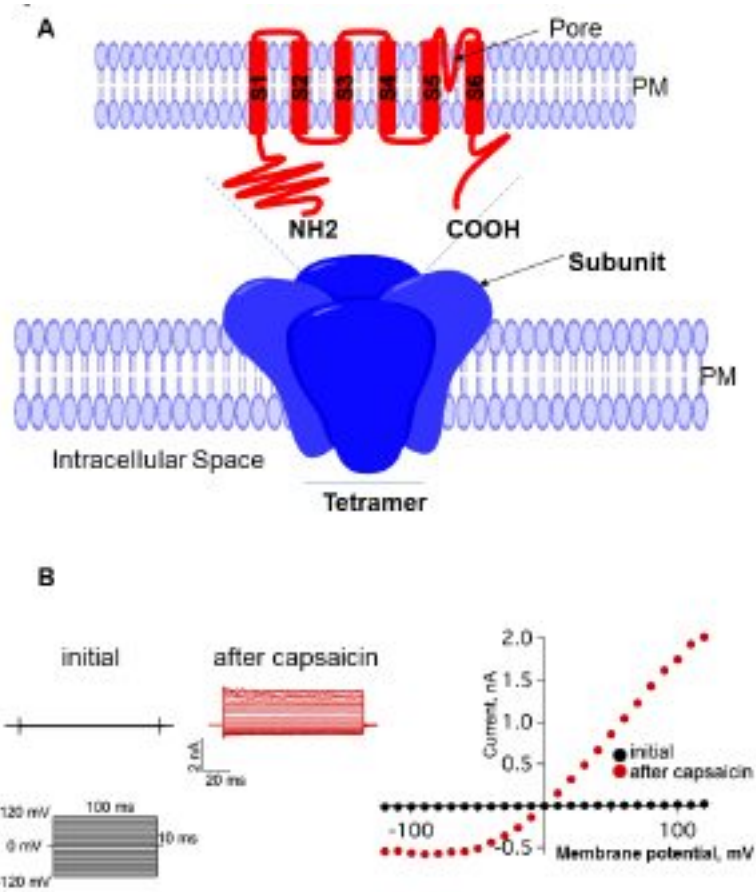 A
Pore
PM
S1 S2 S3 S4 S5 S6
NH2
COOH
Subunit
PM
Intracellular Space
Tetramer
B
initial
after capsaicin
2 nA
20 ms
120 mV
100 ms
0 mV
10 ms
-120 mV
2.0
1.5
1.0
0.5
-0.5
Current, nA
initial
after capsaicin
-100
100
Membrane potential, mV